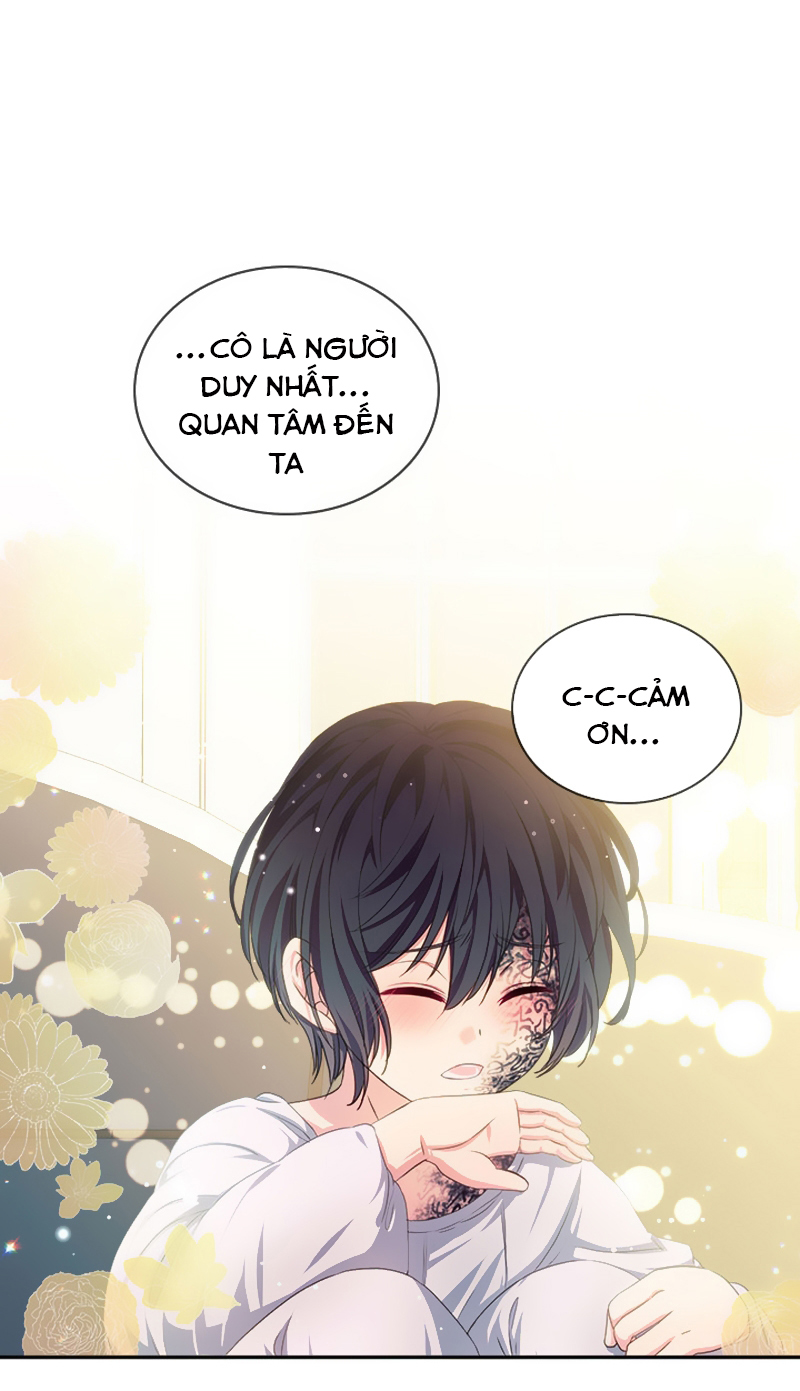 ...CÔ LÀ NGƯỜI
DUY NHẤT...
QUAN TÂM ĐẾN
TA
C-C-CẢM
ƠN...